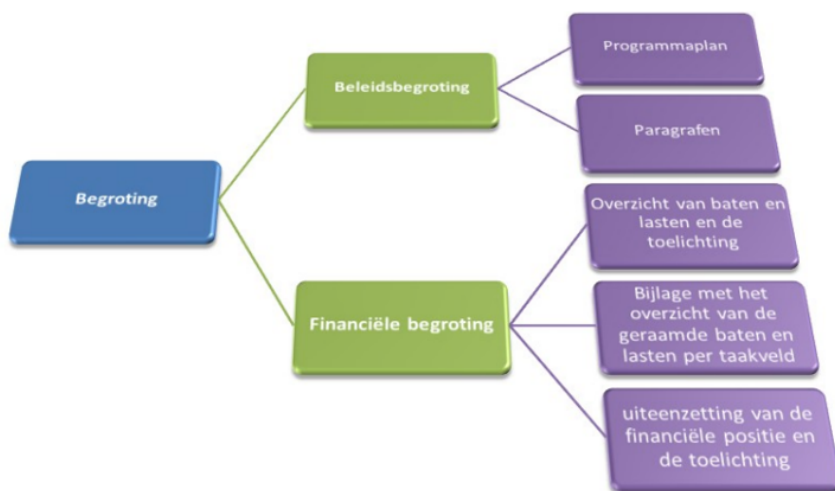 Begroting
Beleidsbegroting
Programmaplan
Paragrafen
Financiële begroting
Overzicht van baten en
lasten en de
toelichting
Bijlage met het
overzicht van de
geraamde baten en
lasten per taakveld
uiteenzetting van de
financiële positie en
de toelichting